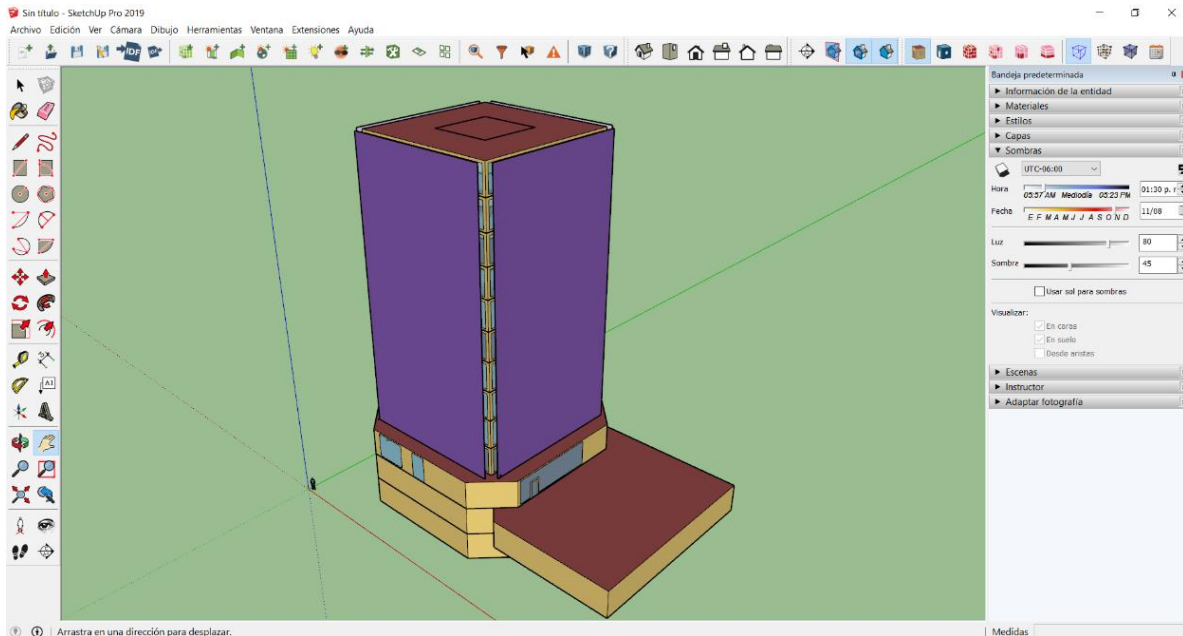 Sin título - SketchUp Pro 2019
Archivo Edición Ver Cámara Dibujo Herramientas Ventana Extensiones Ayuda
IDF
Bandeja predeterminada
Información de la entidad
Materiales
Estilos
Capas
Sombras
UTC-06:00
Hora 05:57 AM Mediodía 05:23 PM 01:30 p. r
Fecha E F M A M J J A S O N D 11/08
Luz 80
Sombra 45
Usar sol para sombras
Visualizar:
En caras
En suelo
Desde aristas
Escenas
Instructor
Adaptar fotografía
Arrastra en una dirección para desplazar.
Medidas